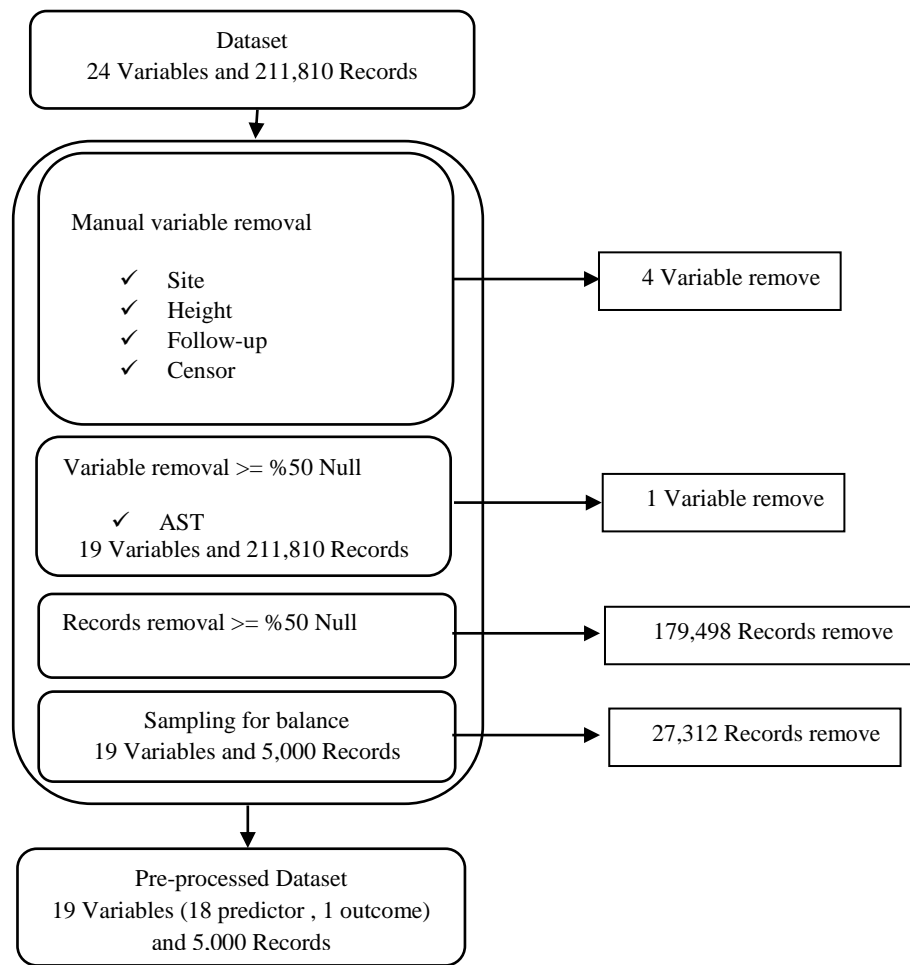 Dataset
24 Variables and 211,810 Records
Manual variable removal
✓ Site
✓ Height
✓ Follow-up
✓ Censor
4 Variable remove
Variable removal >= %50 Null
✓ AST
19 Variables and 211,810 Records
1 Variable remove
Records removal >= %50 Null
179,498 Records remove
Sampling for balance
19 Variables and 5,000 Records
27,312 Records remove
Pre-processed Dataset
19 Variables (18 predictor , 1 outcome)
and 5.000 Records